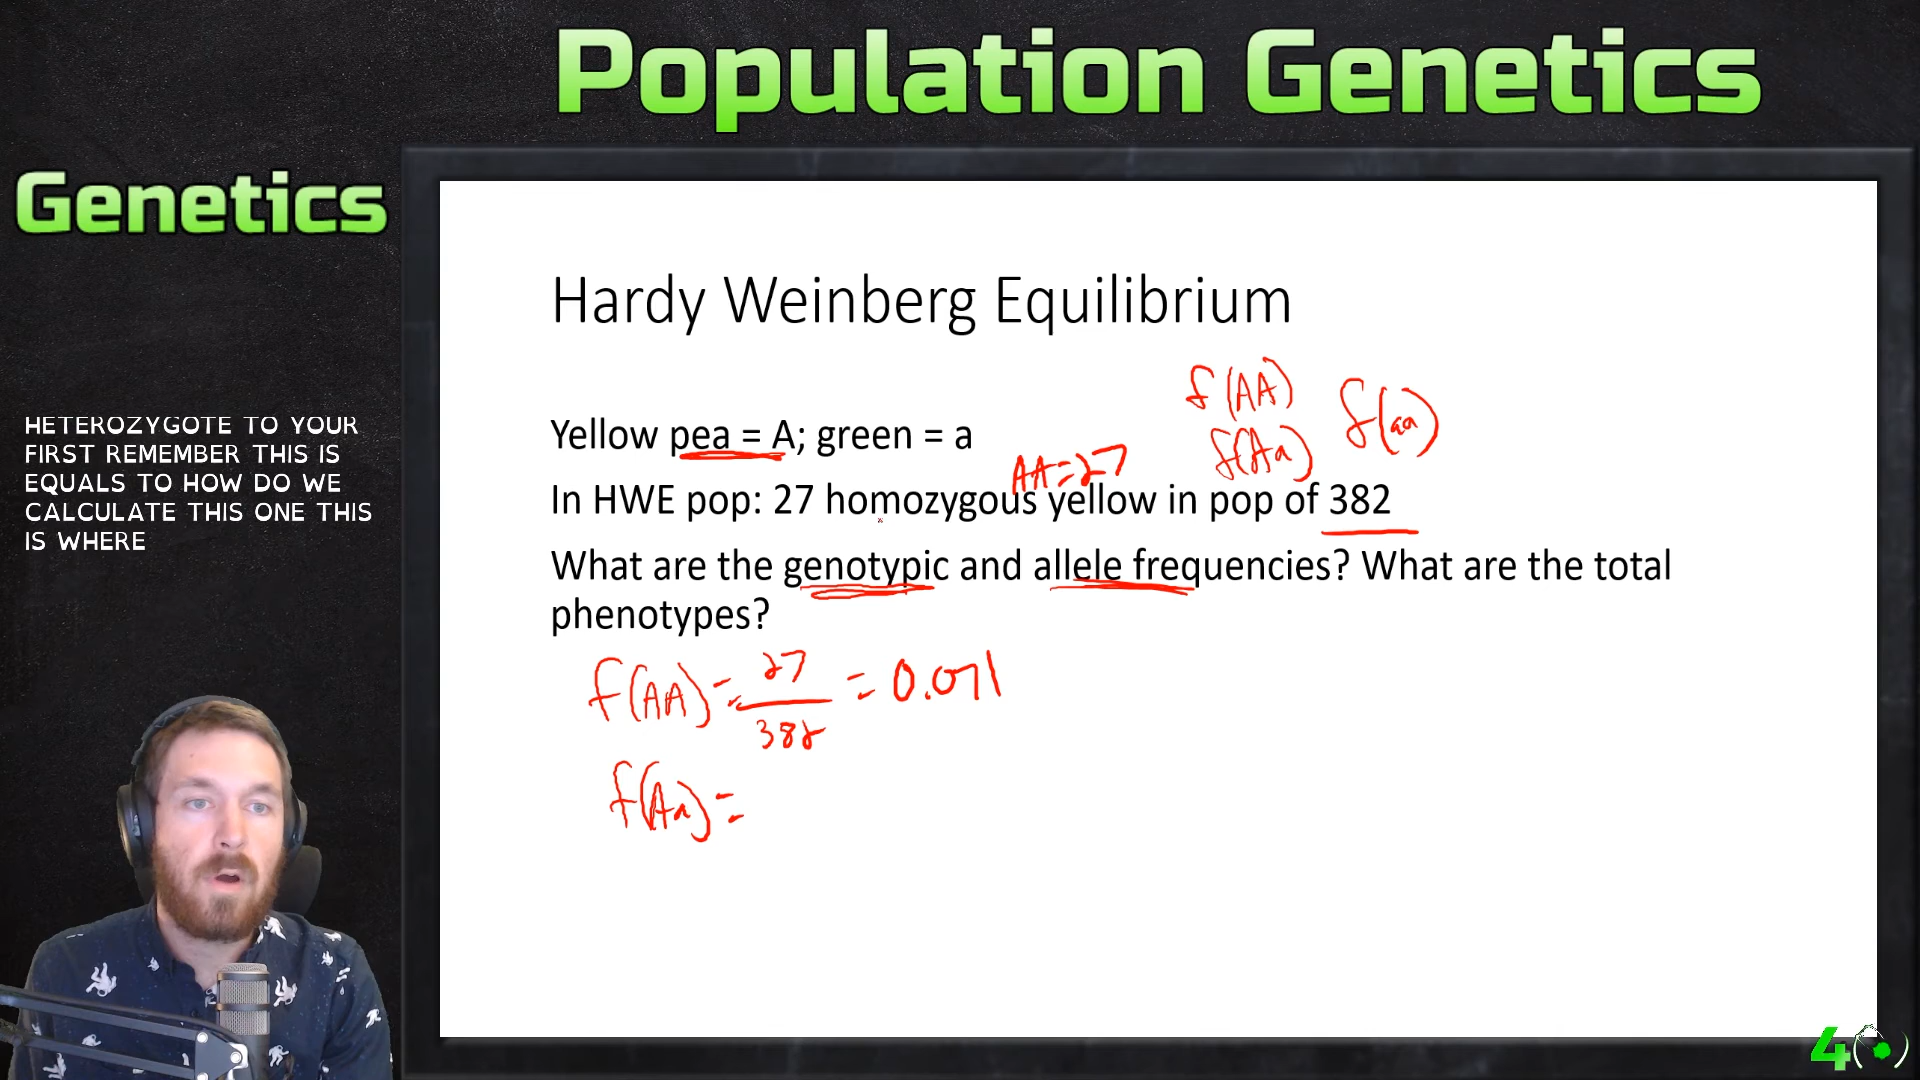 Population Genetics
Genetics
Hardy Weinberg Equilibrium
f(AA)
f(aa)
Yellow pea = A; green = a
f(Aa)
AA=27
In HWE pop: 27 homozygous yellow in pop of 382
What are the genotypic and allele frequencies? What are the total
phenotypes?
f(AA) = 27/382 = 0.071
f(Aa) =
HETEROZYGOTE TO YOUR
FIRST REMEMBER THIS IS
EQUALS TO HOW DO WE
CALCULATE THIS ONE THIS
IS WHERE
4( )